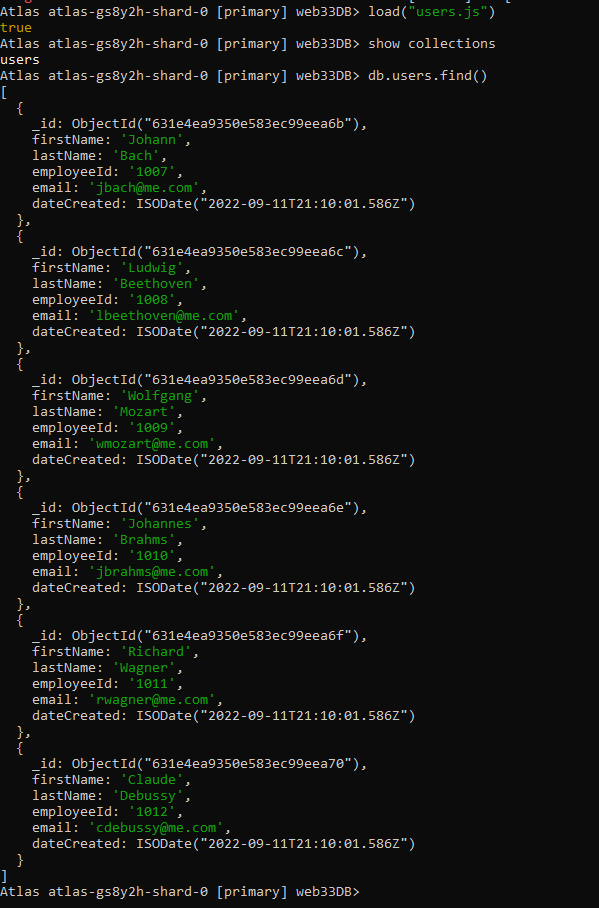 Atlas atlas-gs8y2h-shard-0 [primary] web33DB> load("users.js")
true
Atlas atlas-gs8y2h-shard-0 [primary] web33DB> show collections
users
Atlas atlas-gs8y2h-shard-0 [primary] web33DB> db.users.find()
[
  {
    _id: ObjectId("631e4ea9350e583ec99eea6b"),
    firstName: 'Johann',
    lastName: 'Bach',
    employeeId: '1007',
    email: 'jbach@me.com',
    dateCreated: ISODate("2022-09-11T21:10:01.586Z")
  },
  {
    _id: ObjectId("631e4ea9350e583ec99eea6c"),
    firstName: 'Ludwig',
    lastName: 'Beethoven',
    employeeId: '1008',
    email: 'lbeethoven@me.com',
    dateCreated: ISODate("2022-09-11T21:10:01.586Z")
  },
  {
    _id: ObjectId("631e4ea9350e583ec99eea6d"),
    firstName: 'Wolfgang',
    lastName: 'Mozart',
    employeeId: '1009',
    email: 'wmozart@me.com',
    dateCreated: ISODate("2022-09-11T21:10:01.586Z")
  },
  {
    _id: ObjectId("631e4ea9350e583ec99eea6e"),
    firstName: 'Johannes',
    lastName: 'Brahms',
    employeeId: '1010',
    email: 'jbrahms@me.com',
    dateCreated: ISODate("2022-09-11T21:10:01.586Z")
  },
  {
    _id: ObjectId("631e4ea9350e583ec99eea6f"),
    firstName: 'Richard',
    lastName: 'Wagner',
    employeeId: '1011',
    email: 'rwagner@me.com',
    dateCreated: ISODate("2022-09-11T21:10:01.586Z")
  },
  {
    _id: ObjectId("631e4ea9350e583ec99eea70"),
    firstName: 'Claude',
    lastName: 'Debussy',
    employeeId: '1012',
    email: 'cdebussy@me.com',
    dateCreated: ISODate("2022-09-11T21:10:01.586Z")
  }
]
Atlas atlas-gs8y2h-shard-0 [primary] web33DB>